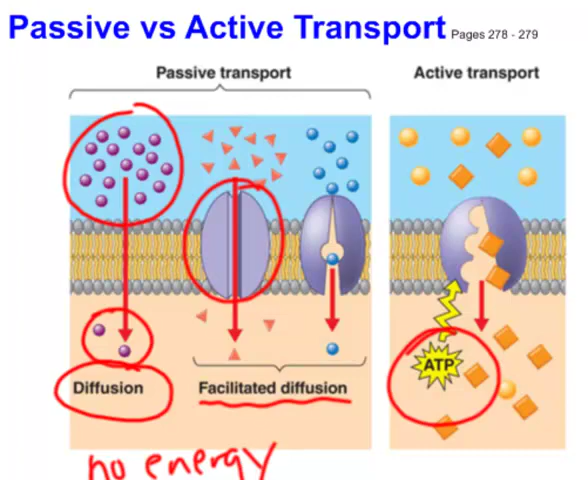 Passive vs Active Transport Pages 278 - 279
Passive transport
Active transport
ATP
Diffusion
Facilitated diffusion
no energy